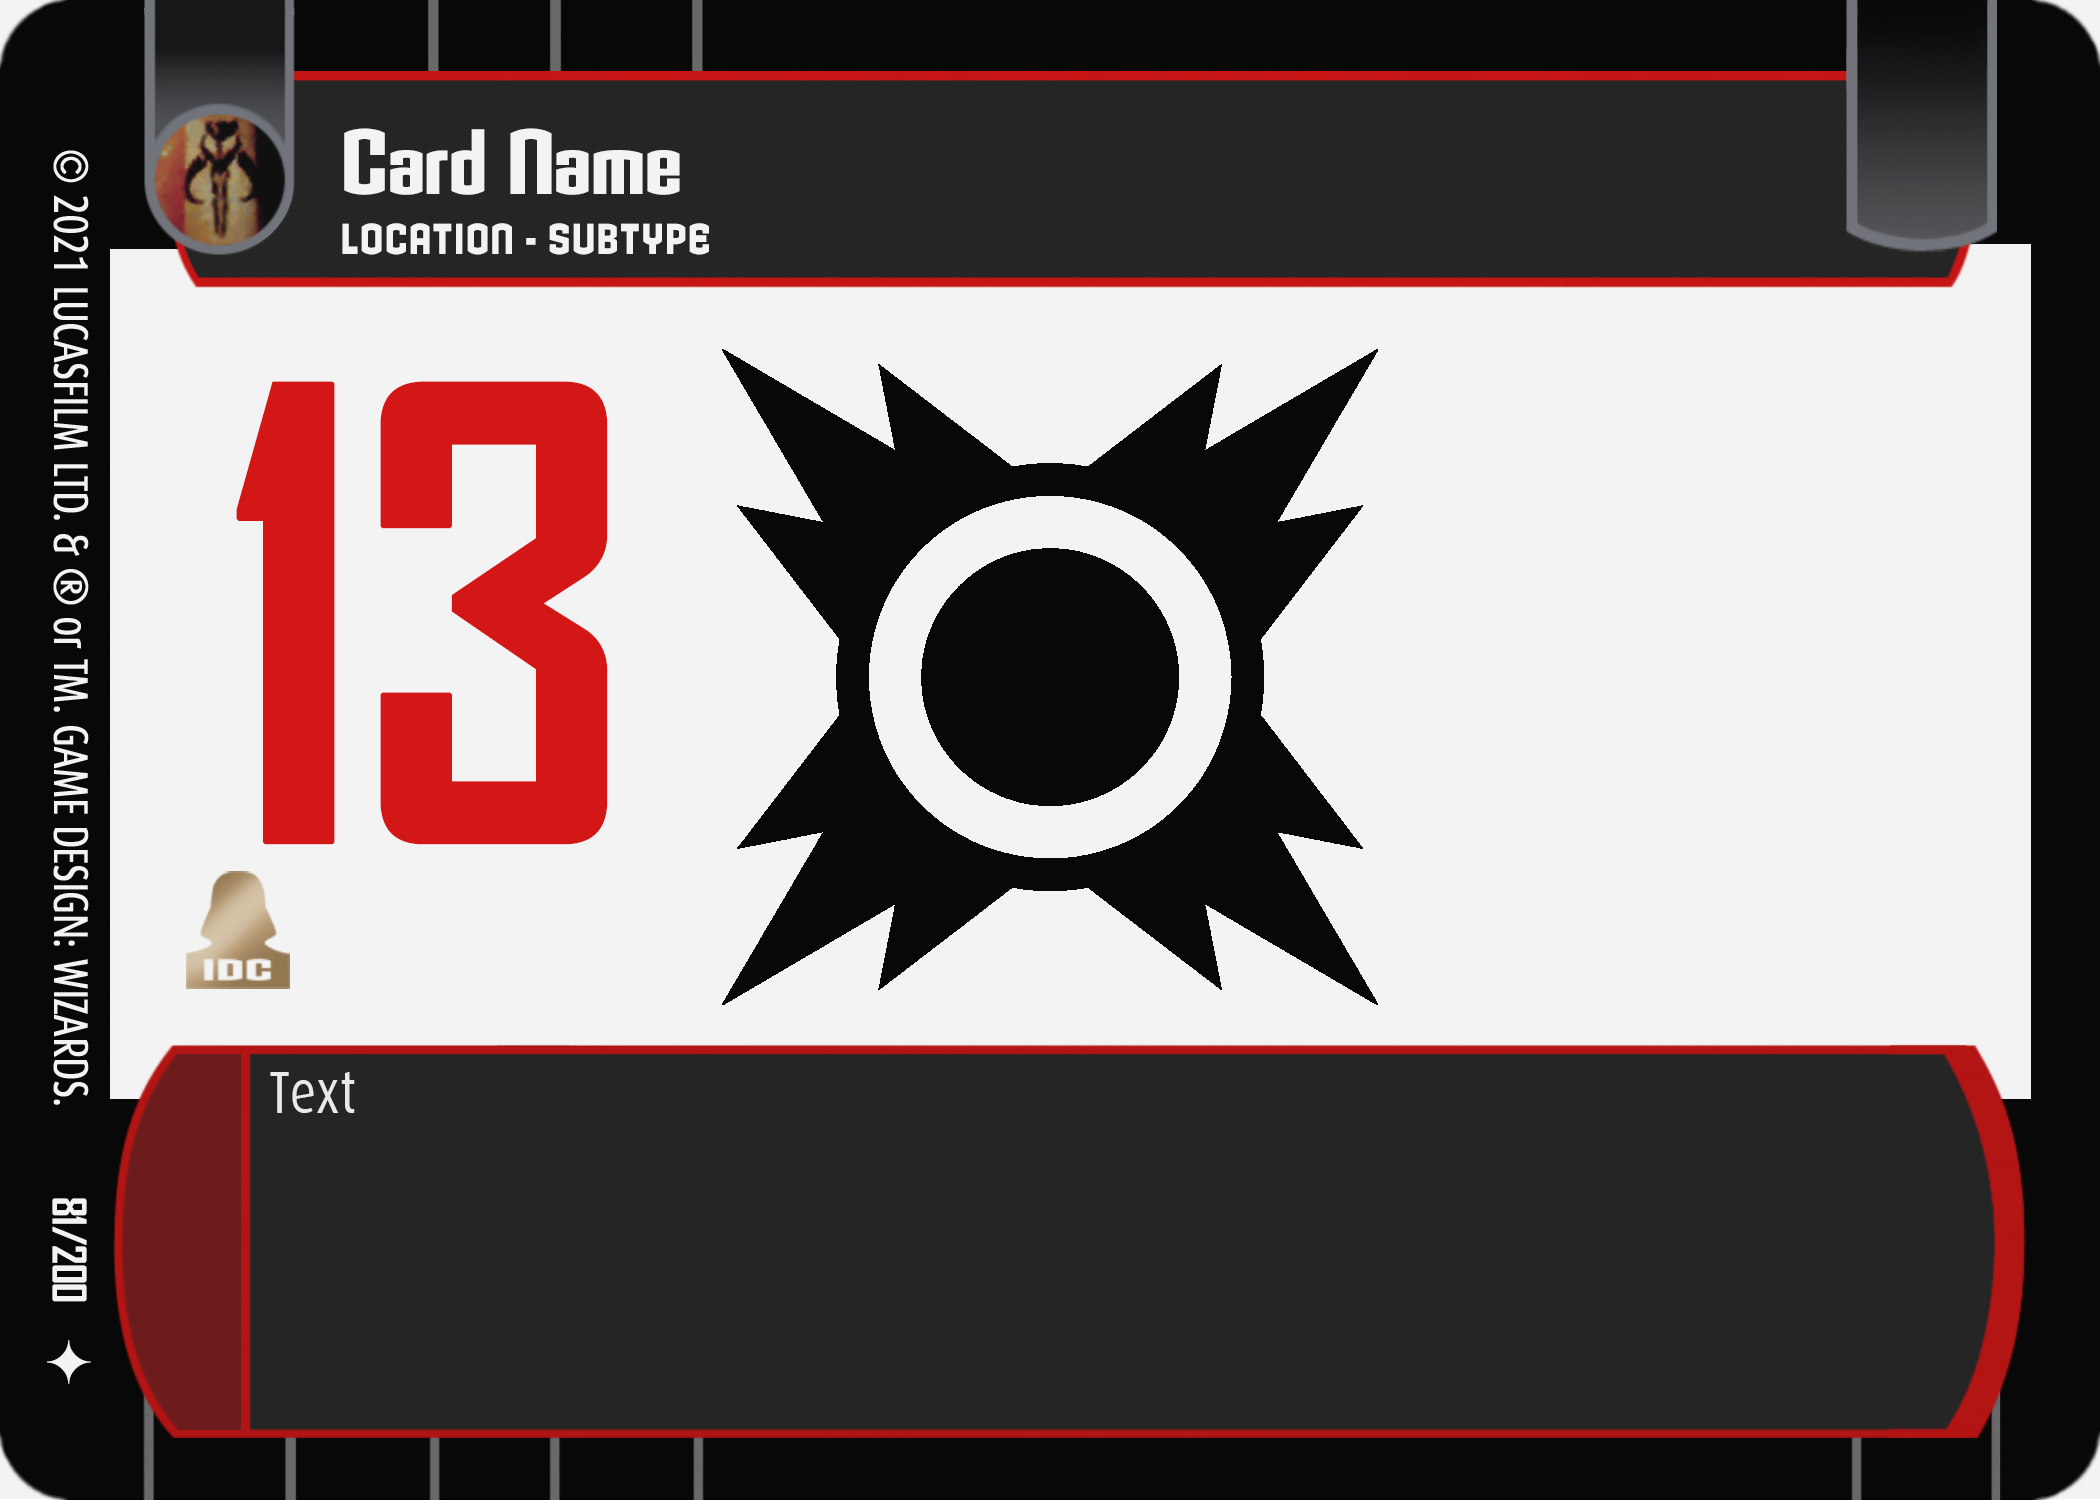 Card Name
LOCATION - SUBTYPE
13
IDC
Text
© 2021 LUCASFILM LTD. & ® or TM. GAME DESIGN: WIZARDS.
81/200